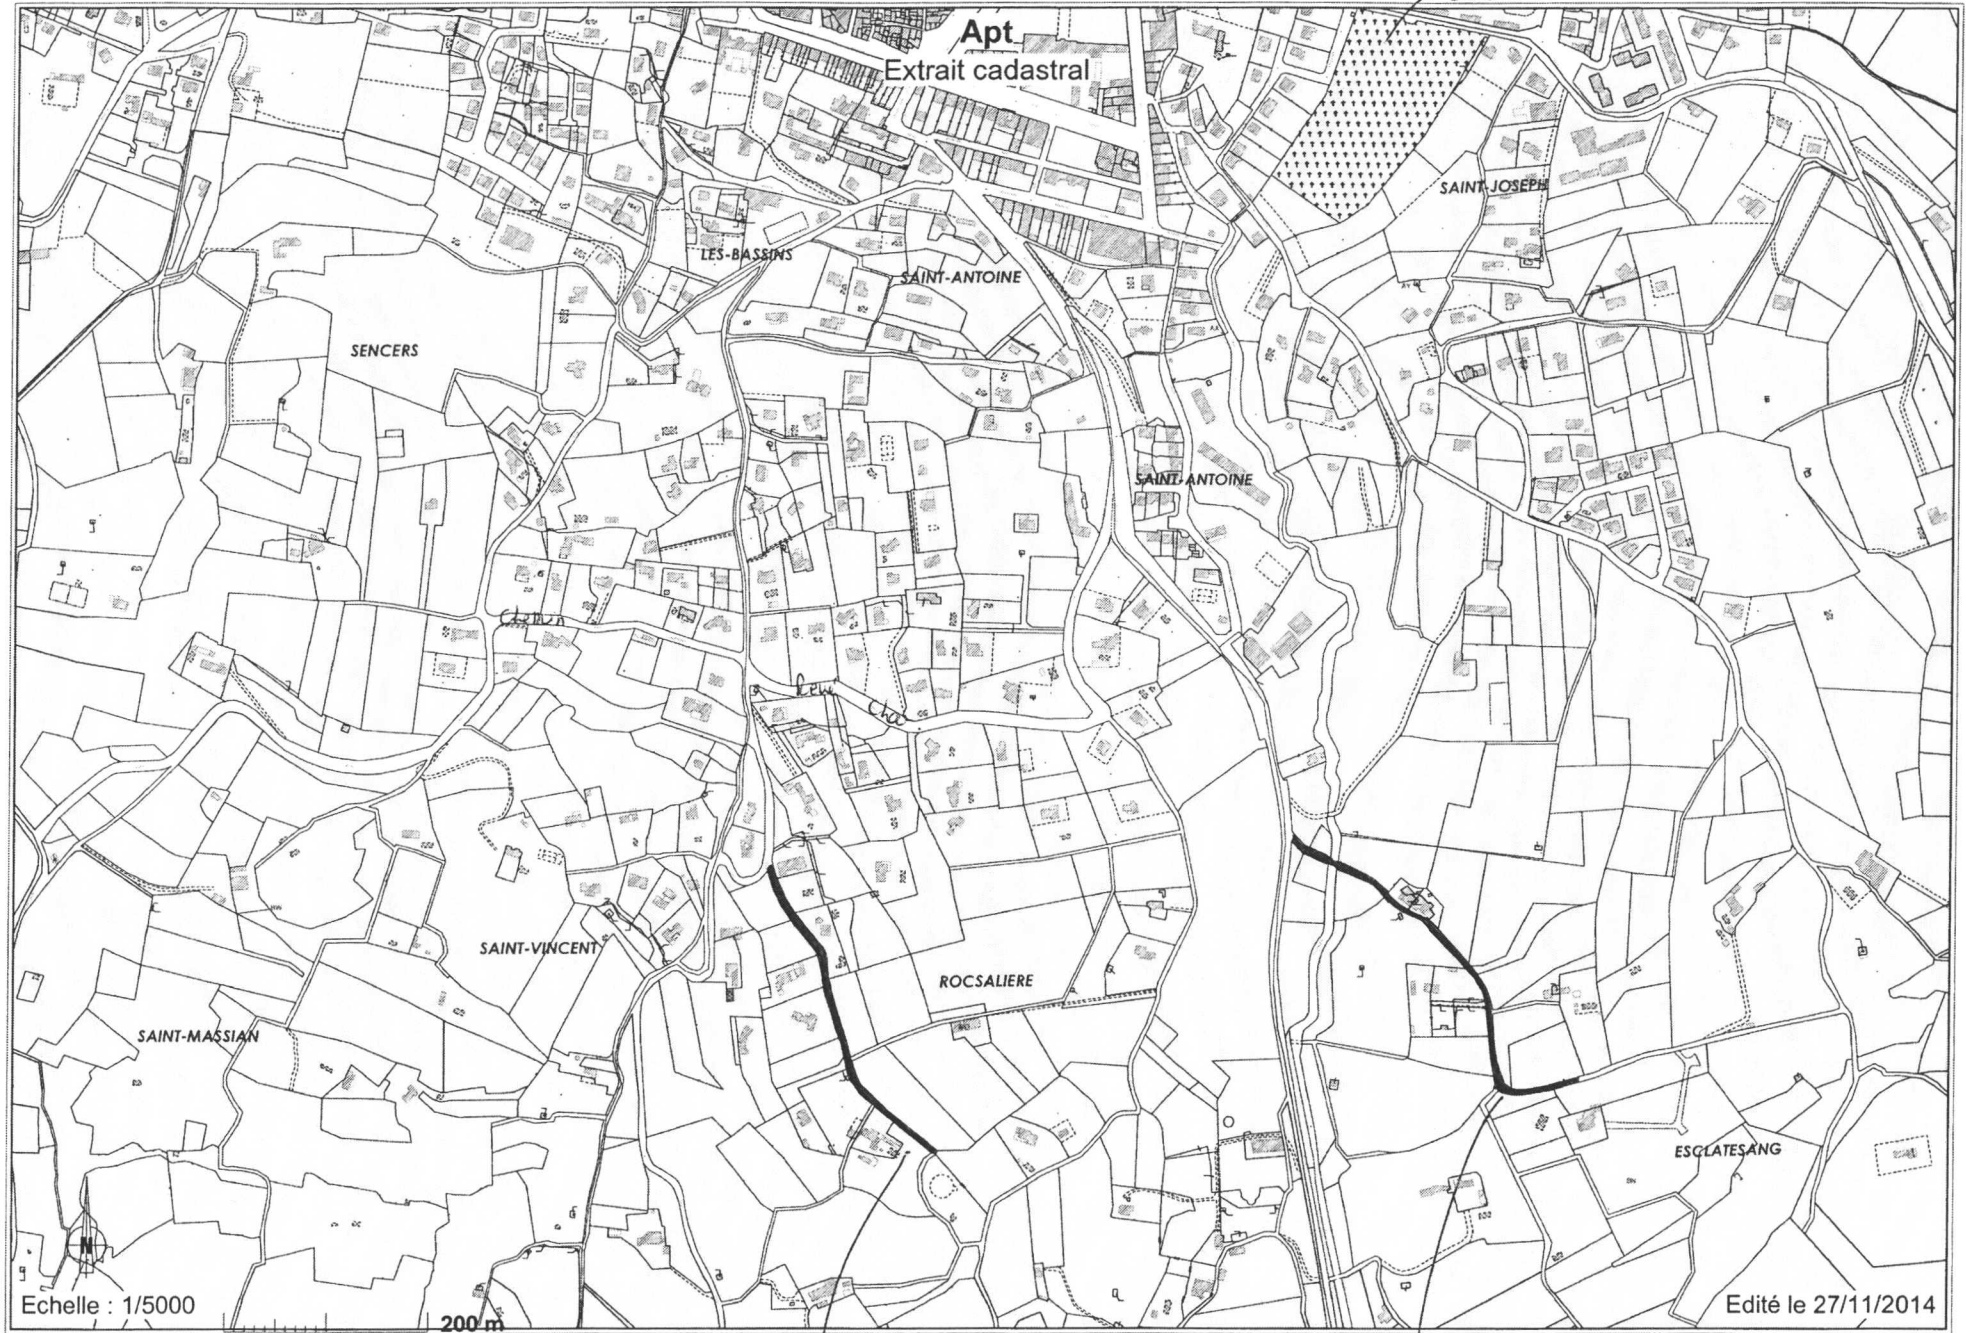 Apt
Extrait cadastral
SAINT-JOSEPH
LES-BASSINS
SAINT-ANTOINE
SENCERS
SAINT-ANTOINE
Chemin
SAINT-VINCENT
ROCSALIERE
SAINT-MASSIAN
ESCLATESANG
N
Echelle : 1/5000
200 m
Edité le 27/11/2014